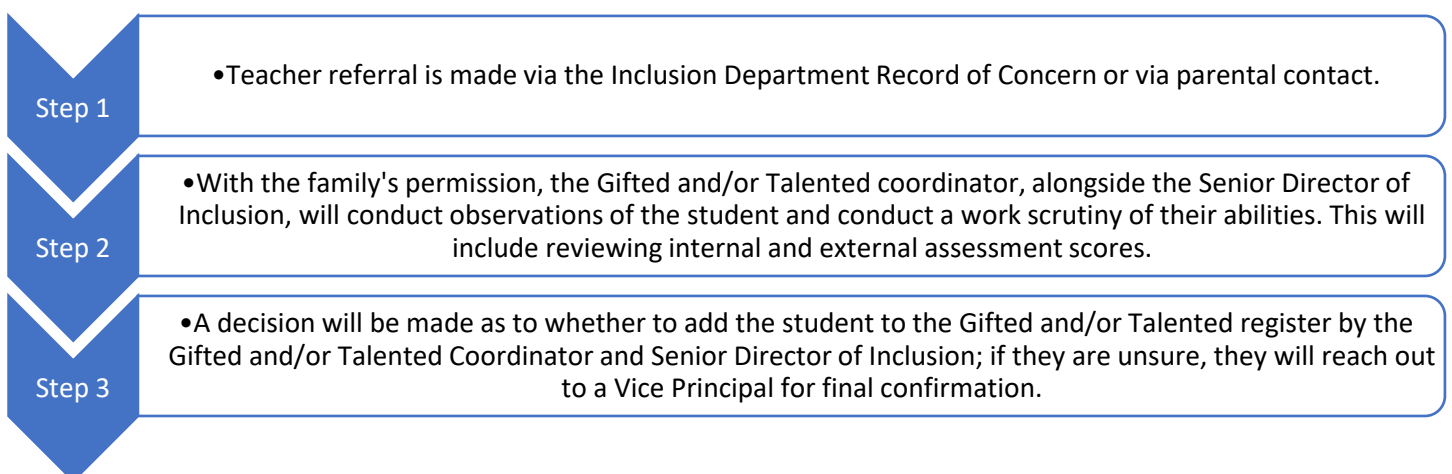 Step 1
•Teacher referral is made via the Inclusion Department Record of Concern or via parental contact.
Step 2
•With the family's permission, the Gifted and/or Talented coordinator, alongside the Senior Director of
Inclusion, will conduct observations of the student and conduct a work scrutiny of their abilities. This will
include reviewing internal and external assessment scores.
Step 3
•A decision will be made as to whether to add the student to the Gifted and/or Talented register by the
Gifted and/or Talented Coordinator and Senior Director of Inclusion; if they are unsure, they will reach out
to a Vice Principal for final confirmation.